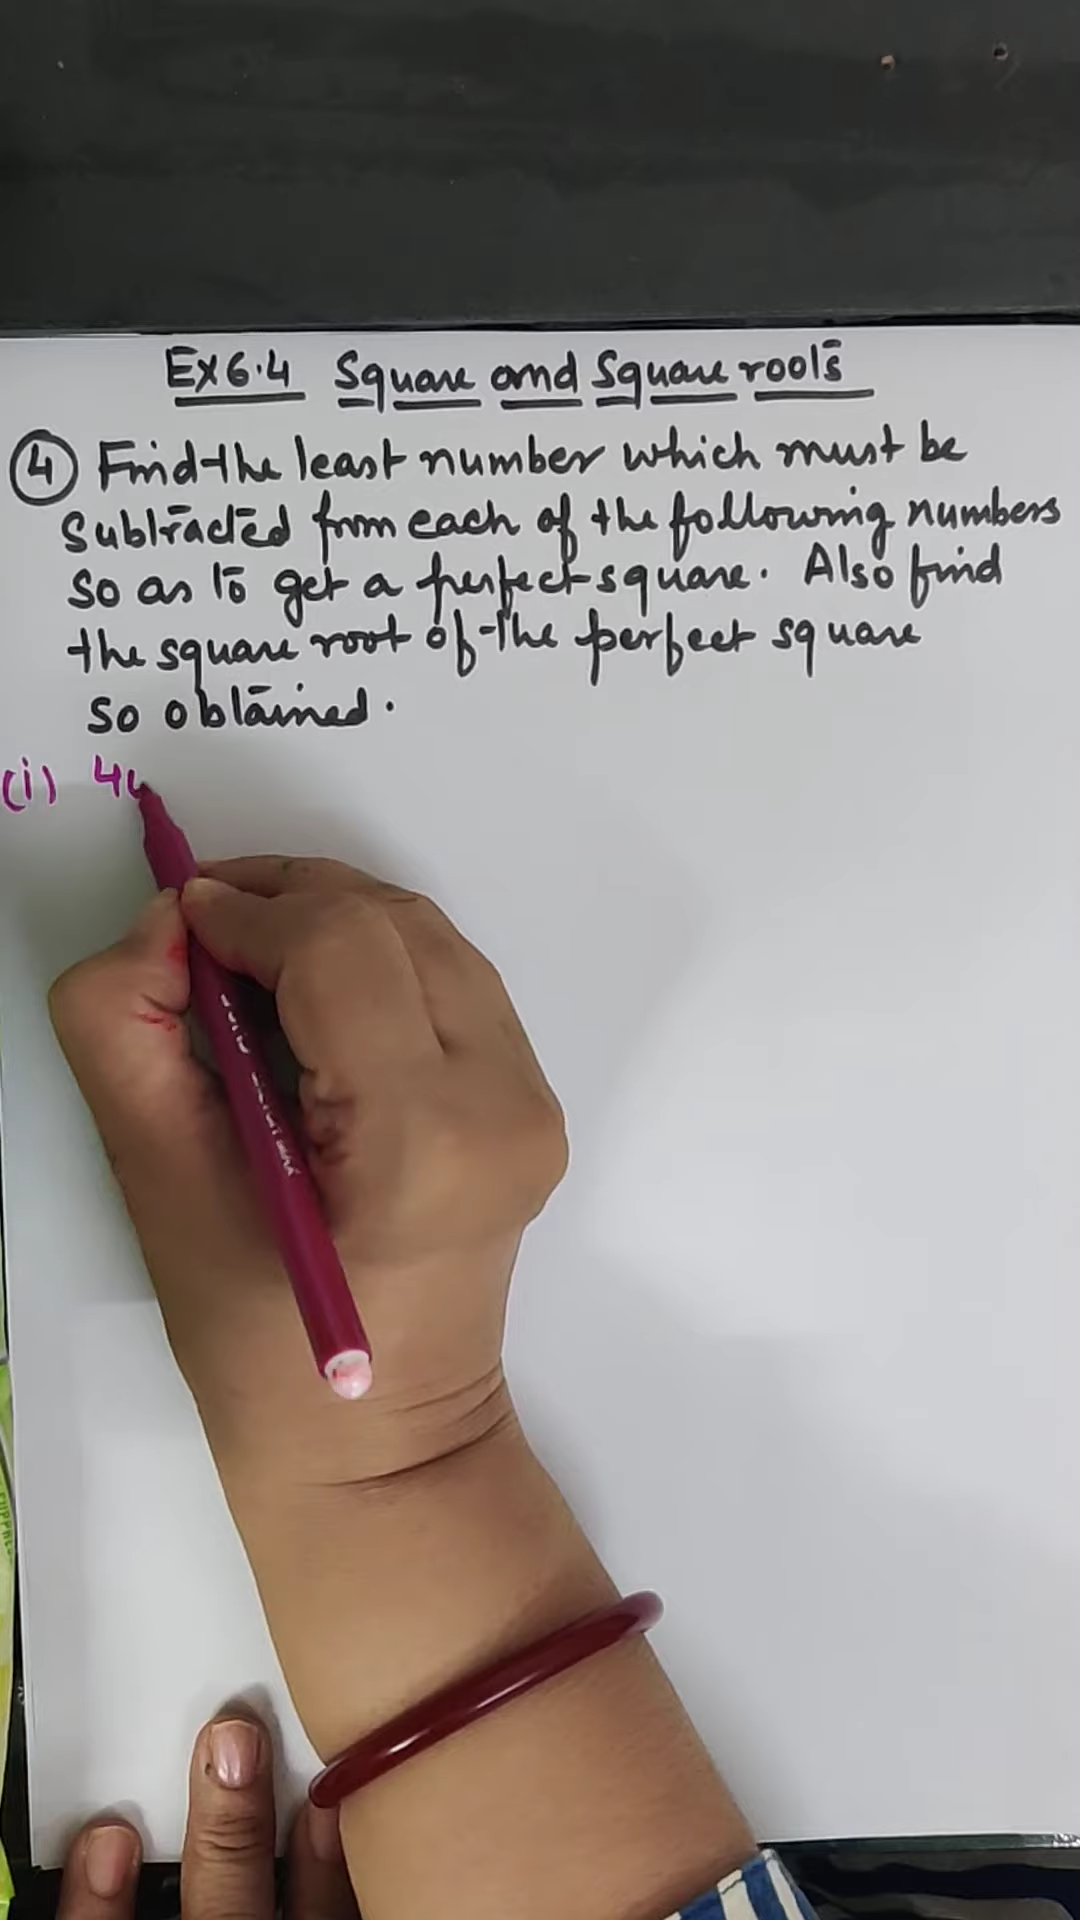 Ex 6.4 Square and Square roots
④ Find the least number which must be
Subtracted from each of the following numbers
so as to get a perfect square. Also find
the square root of the perfect square
so obtained.
(i) 4